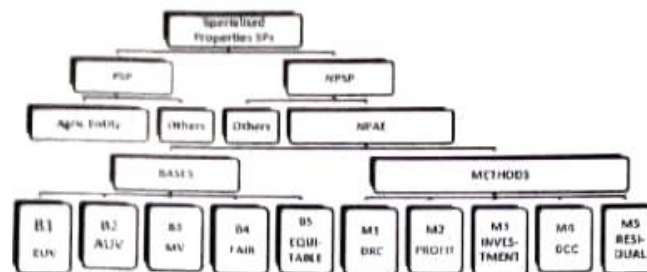 Specialised
Properties SPs
PSP
NPSP
Agric Entity
Others
Others
NPAE
BASES
METHODS
B1
EUV
B2
AUV
B3
MV
B4
FAIR
B5
EQUI-
TABLE
M1
DRC
M2
PROFIT
M3
INVES-
TMENT
M4
DCC
M5
RESI-
DUAL